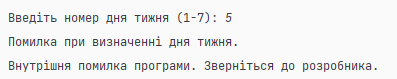 Введіть номер дня тижня (1-7): 5
Помилка при визначенні дня тижня.
Внутрішня помилка програми. Зверніться до розробника.